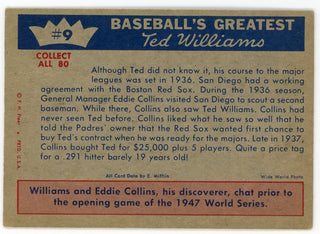 #9
BASEBALL'S GREATEST
Ted Williams
COLLECT
ALL 80
Although Ted did not know it, his course to the major
leagues was set in 1936. San Diego had a working
agreement with the Boston Red Sox. During the 1936 season,
General Manager Eddie Collins visited San Diego to scout a second
baseman. While there, Collins also saw Ted Williams. Collins had
never seen Ted before. Collins liked what he saw so well that he
told the Padres' owner that the Red Sox wanted first chance to
buy Ted's contract when he was ready for the majors. Late in 1937,
Collins bought Ted for $25,000 plus 5 players. Quite a price tag
for a .291 hitter barely 19 years old!
All Card Data by E. Mifflin
Wide World Photo
Williams and Eddie Collins, his discoverer, chat prior to
the opening game of the 1947 World Series.